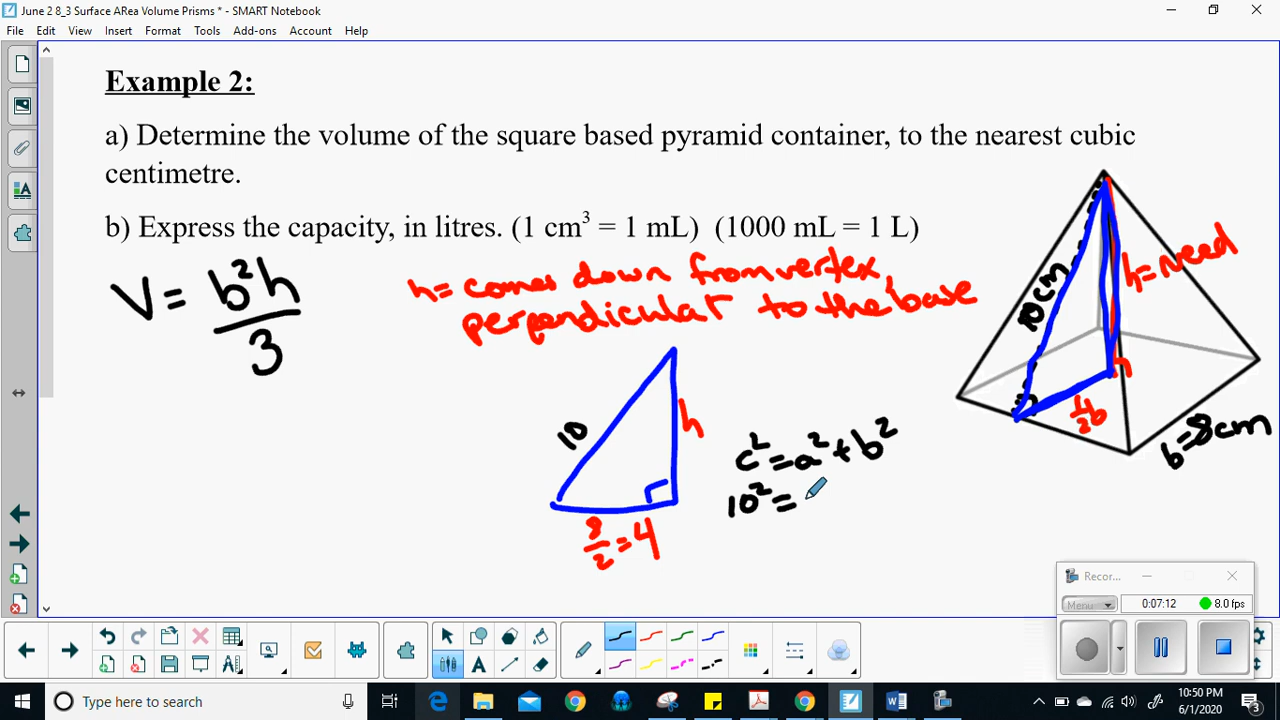 June 2 8_3 Surface ARea Volume Prisms * - SMART Notebook
File Edit View Insert Format Tools Add-ons Account Help
Example 2:
a) Determine the volume of the square based pyramid container, to the nearest cubic
centimetre.
b) Express the capacity, in litres. (1 cm³ = 1 mL) (1000 mL = 1 L)
V = b²h/3
h = comes down from vertex,
perpendicular to the base
10 cm
h = need
½b
b = 8cm
10
h
8/2 = 4
c² = a² + b²
10² =
Recor...
Menu
0:07:12
8.0 fps
Type here to search
10:50 PM
6/1/2020
3